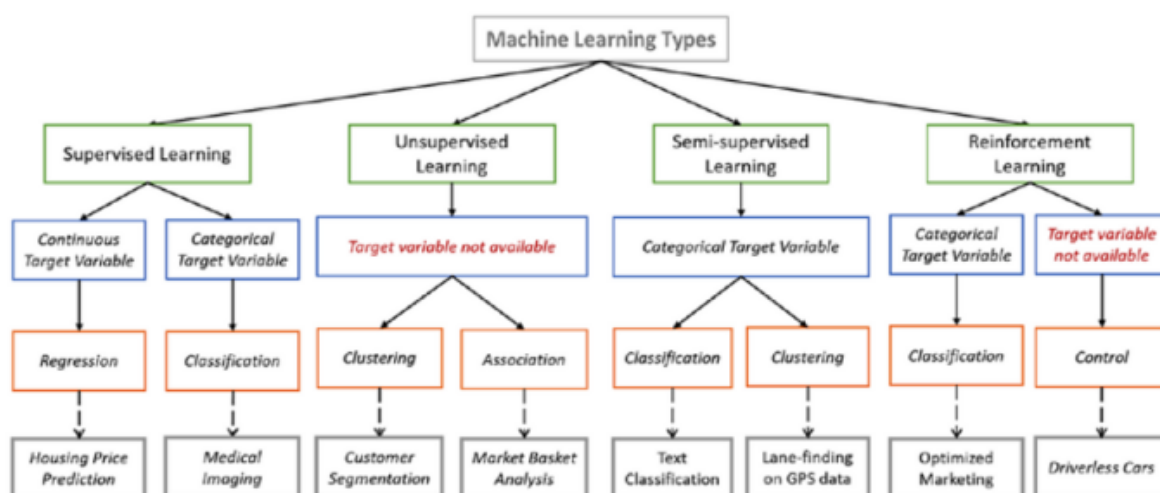 Machine Learning Types
Supervised Learning
Unsupervised
Learning
Semi-supervised
Learning
Reinforcement
Learning
Continuous
Target Variable
Categorical
Target Variable
Target variable not available
Categorical Target Variable
Categorical
Target Variable
Target variable
not available
Regression
Classification
Clustering
Association
Classification
Clustering
Classification
Control
Housing Price
Prediction
Medical
Imaging
Customer
Segmentation
Market Basket
Analysis
Text
Classification
Lane-finding
on GPS data
Optimized
Marketing
Driverless Cars